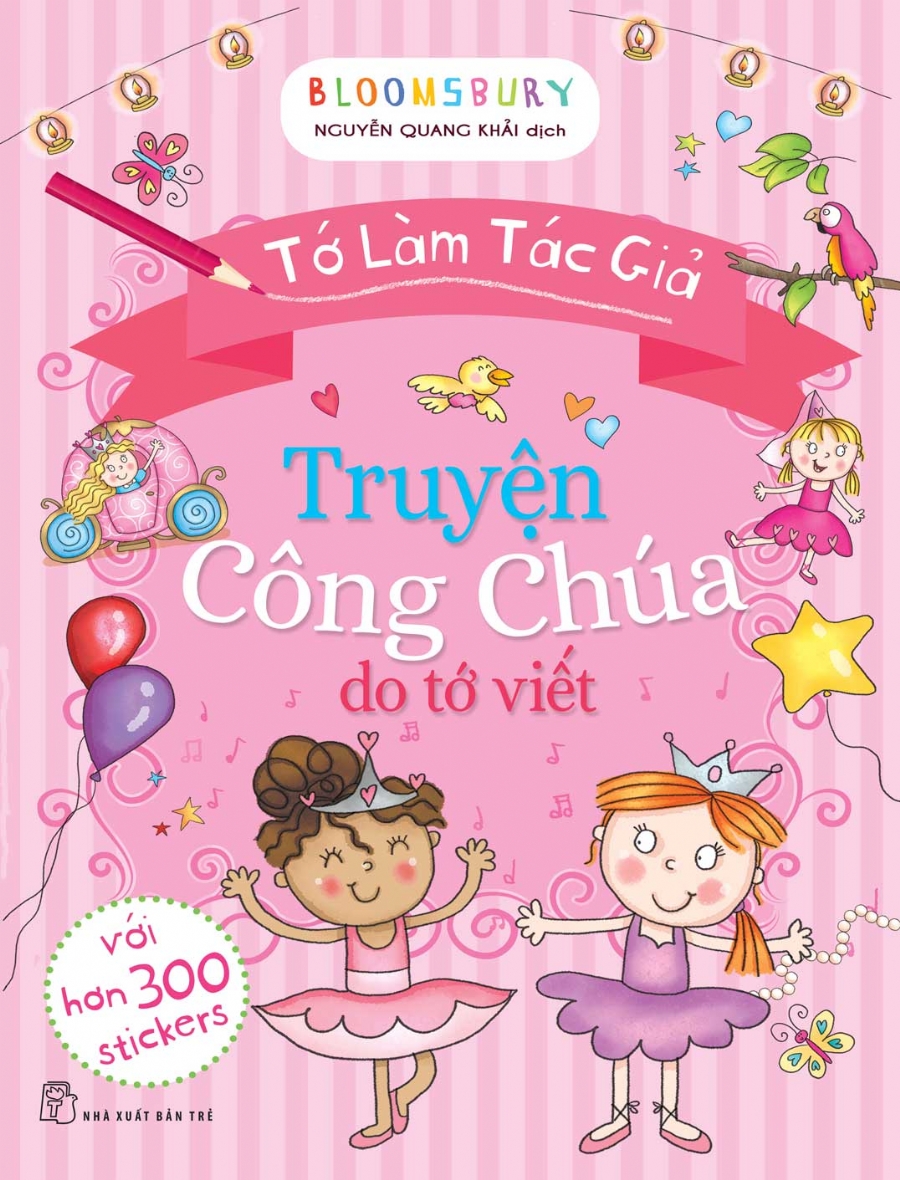 BLOOMSBURY
NGUYỄN QUANG KHẢI dịch
Tớ Làm Tác Giả
Truyện
Công Chúa
do tớ viết
với
hơn 300
stickers
NHÀ XUẤT BẢN TRẺ